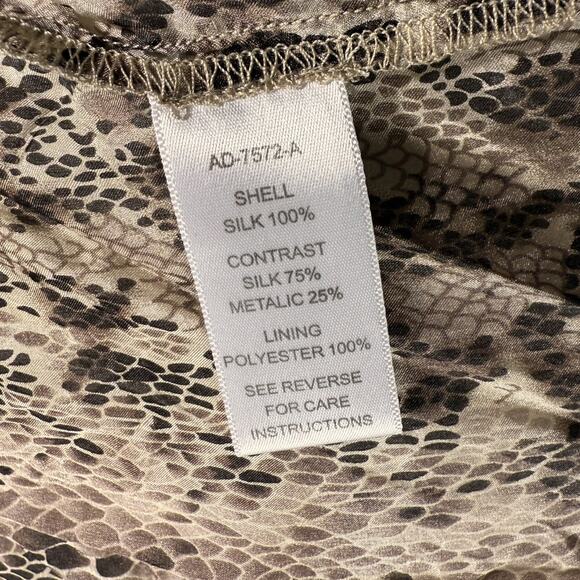 AD-7572-A
SHELL
SILK 100%
CONTRAST
SILK 75%
METALIC 25%
LINING
POLYESTER 100%
SEE REVERSE
FOR CARE
INSTRUCTIONS